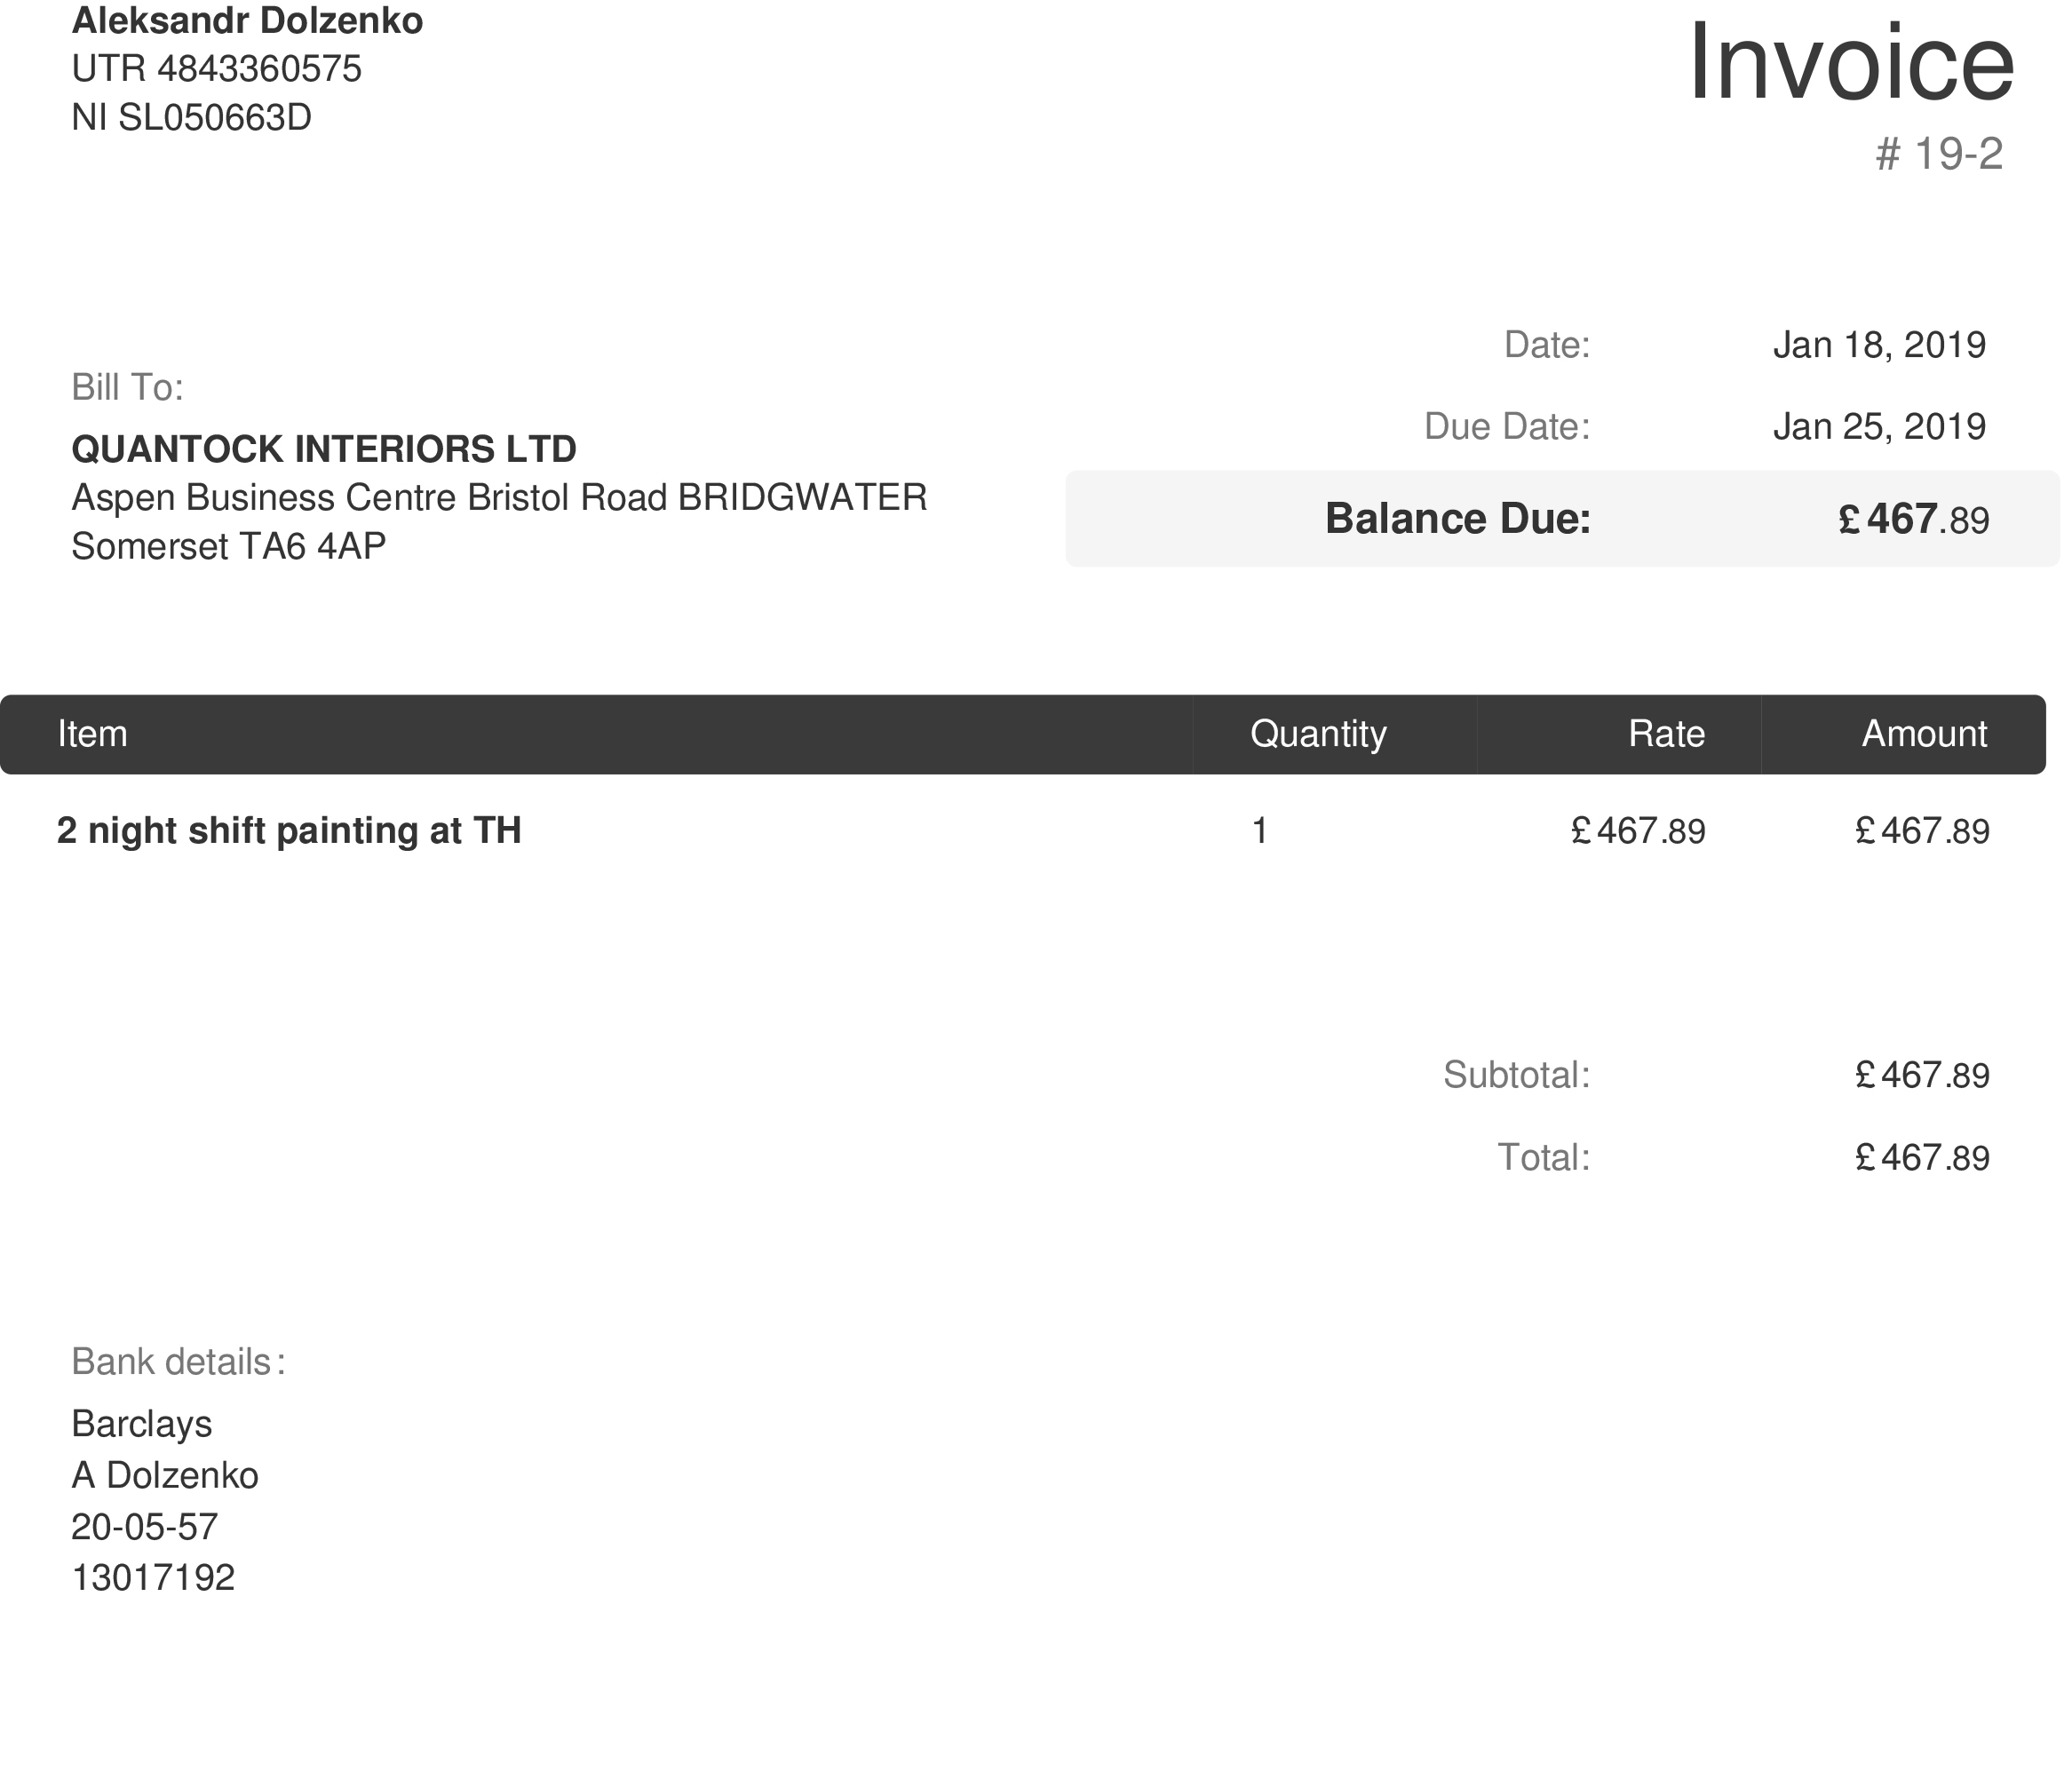 Aleksandr Dolzenko
UTR 4843360575
NI SL050663D
Invoice
# 19-2
Date: Jan 18, 2019
Due Date: Jan 25, 2019
Balance Due: £467.89
Bill To:
QUANTOCK INTERIORS LTD
Aspen Business Centre Bristol Road BRIDGWATER
Somerset TA6 4AP
Item Quantity Rate Amount
2 night shift painting at TH 1 £467.89 £467.89
Subtotal: £467.89
Total: £467.89
Bank details:
Barclays
A Dolzenko
20-05-57
13017192